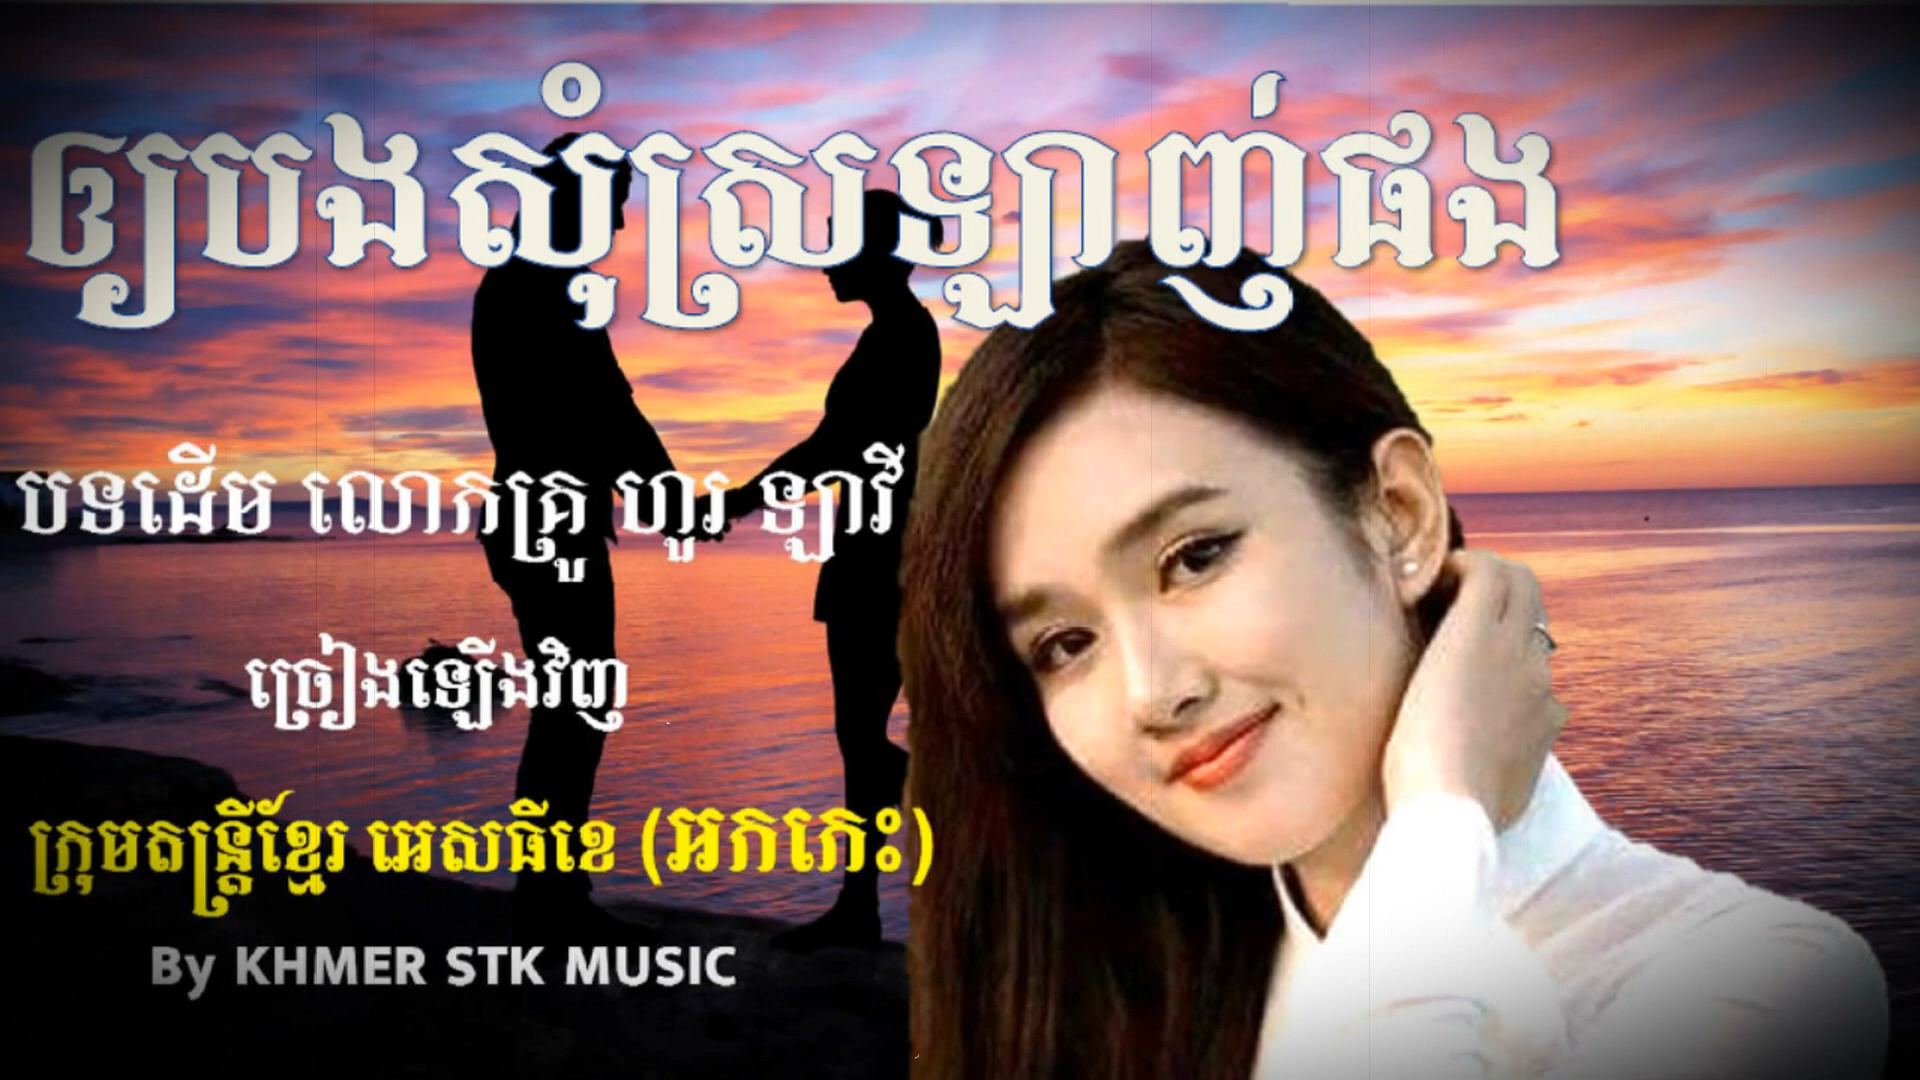 ឲ្យបងសុំស្រឡាញ់ផង
បទដើម លោកគ្រូ ហួរ ឡាវី
ច្រៀងឡើងវិញ
ក្រុមតន្ត្រីខ្មែរ អេសធីខេ (អកកេះ)
By KHMER STK MUSIC